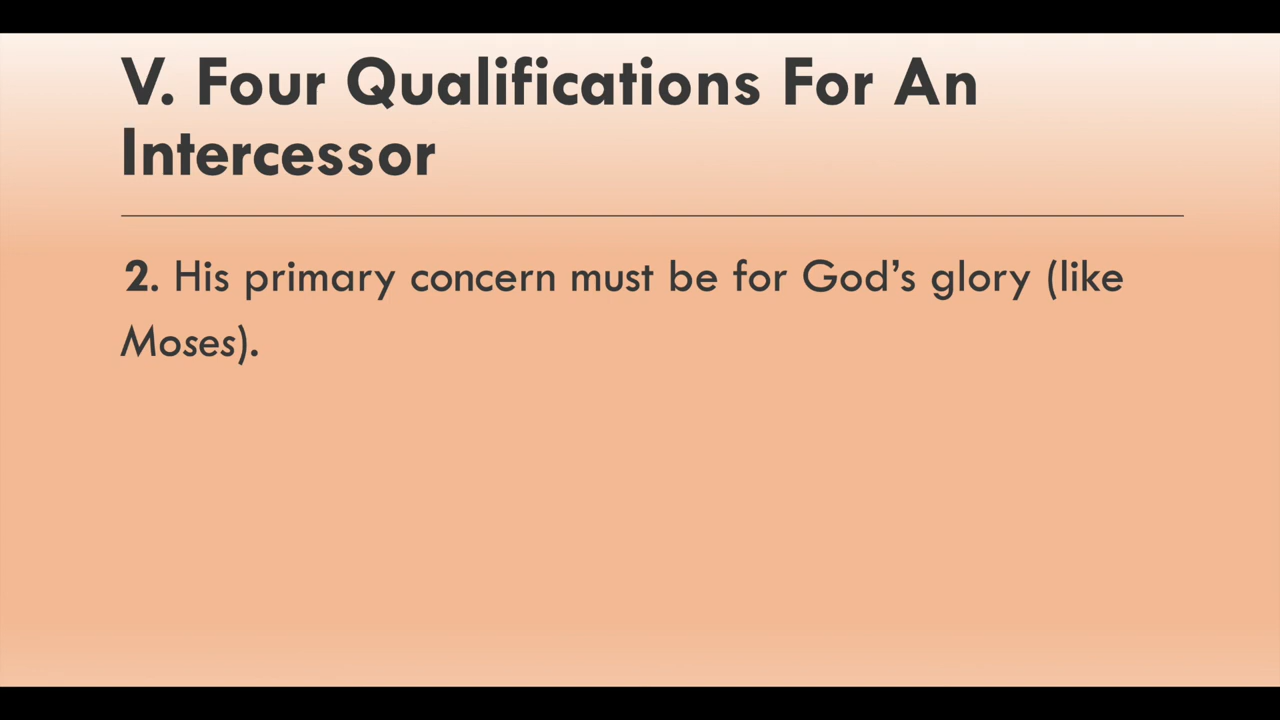 V. Four Qualifications For An
Intercessor
2. His primary concern must be for God’s glory (like
Moses).